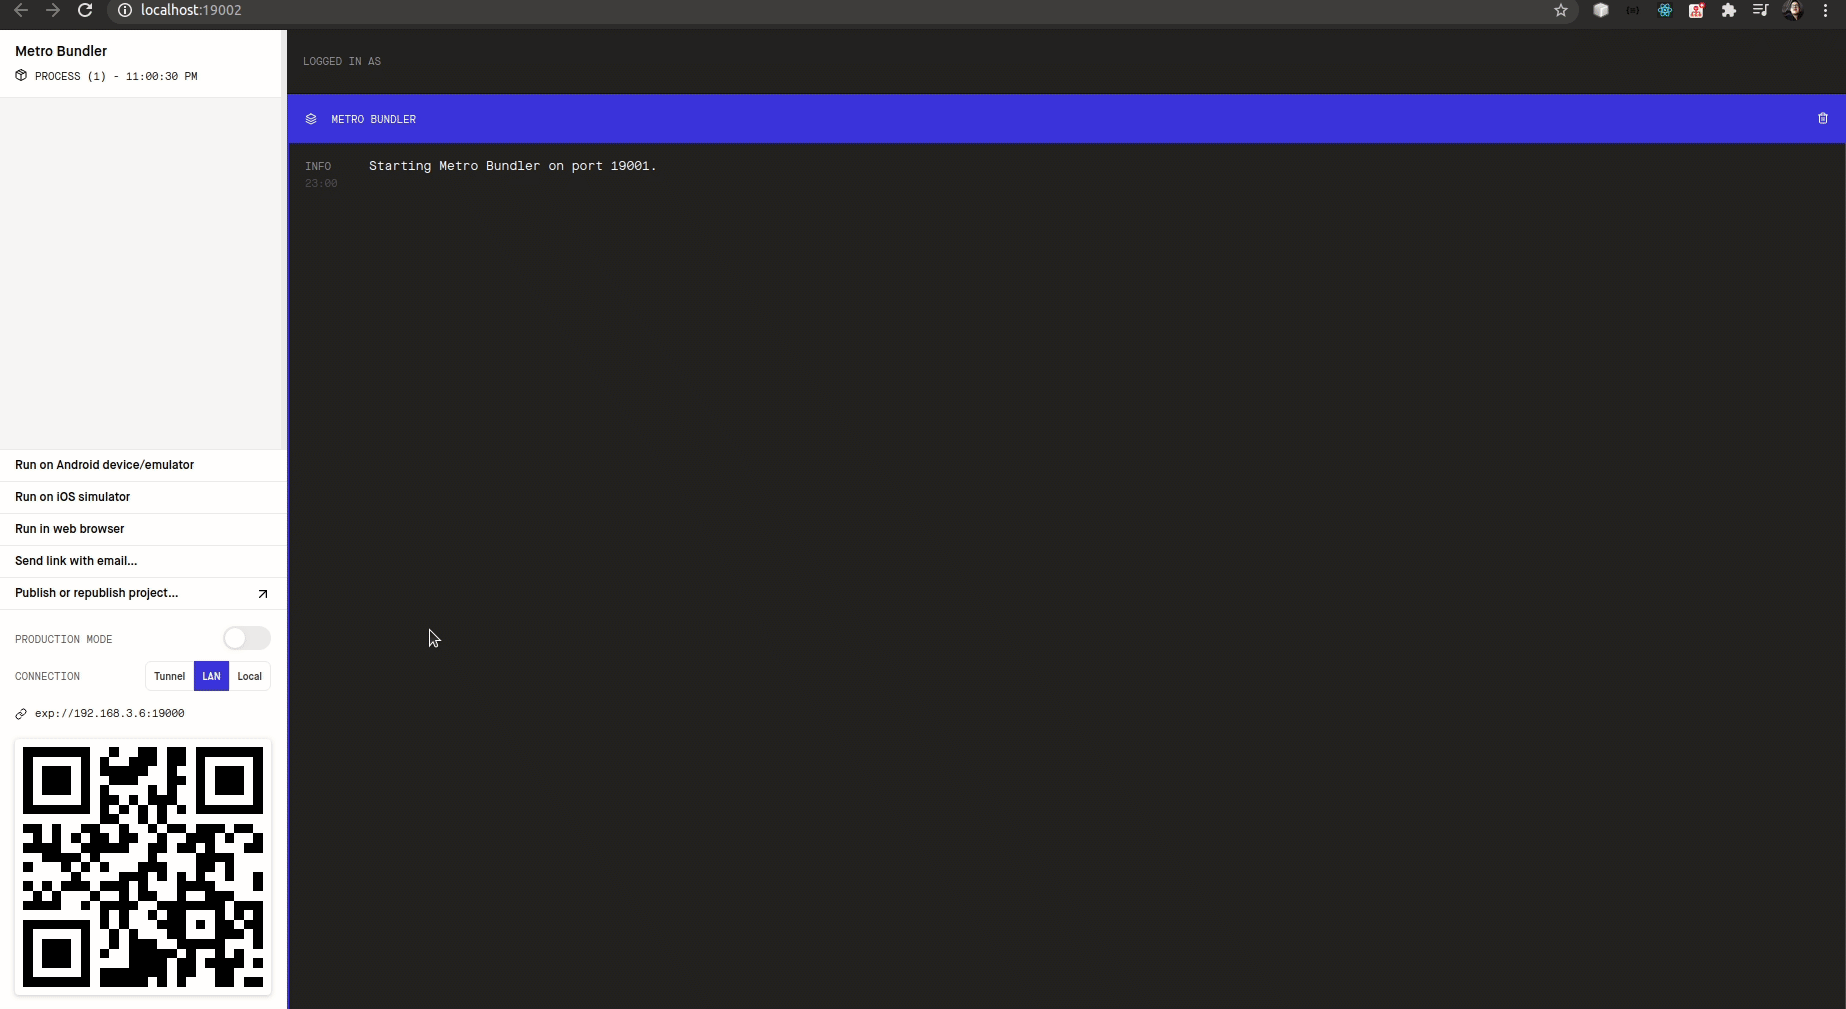 localhost:19002
Metro Bundler
PROCESS (1) - 11:00:30 PM
LOGGED IN AS
METRO BUNDLER
INFO
23:00
Starting Metro Bundler on port 19001.
Run on Android device/emulator
Run on iOS simulator
Run in web browser
Send link with email...
Publish or republish project...
PRODUCTION MODE
CONNECTION
Tunnel LAN Local
exp://192.168.3.6:19000